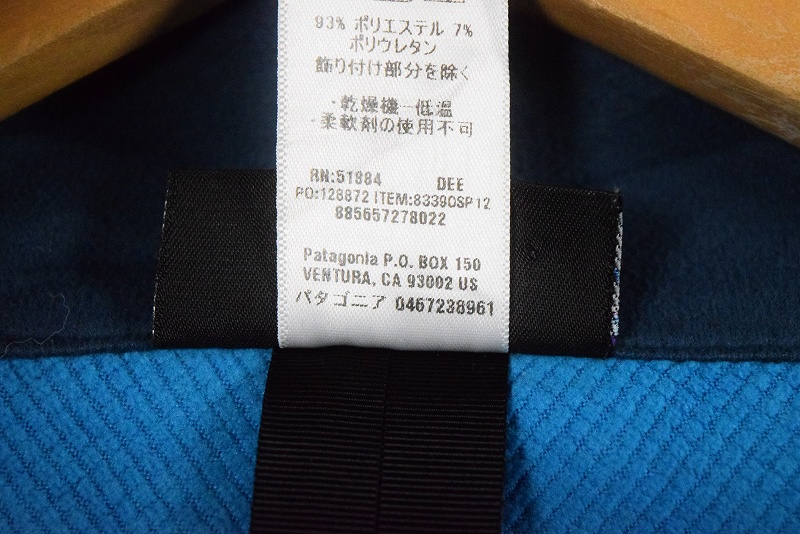 93% ポリエステル 7%
ポリウレタン
飾り付け部分を除く
・乾燥機－低温
・柔軟剤の使用不可
RN:51884 DEE
PO:128872 ITEM:83390SP12
885657278022
Patagonia P.O. BOX 150
VENTURA, CA 93002 US
パタゴニア 0467238961